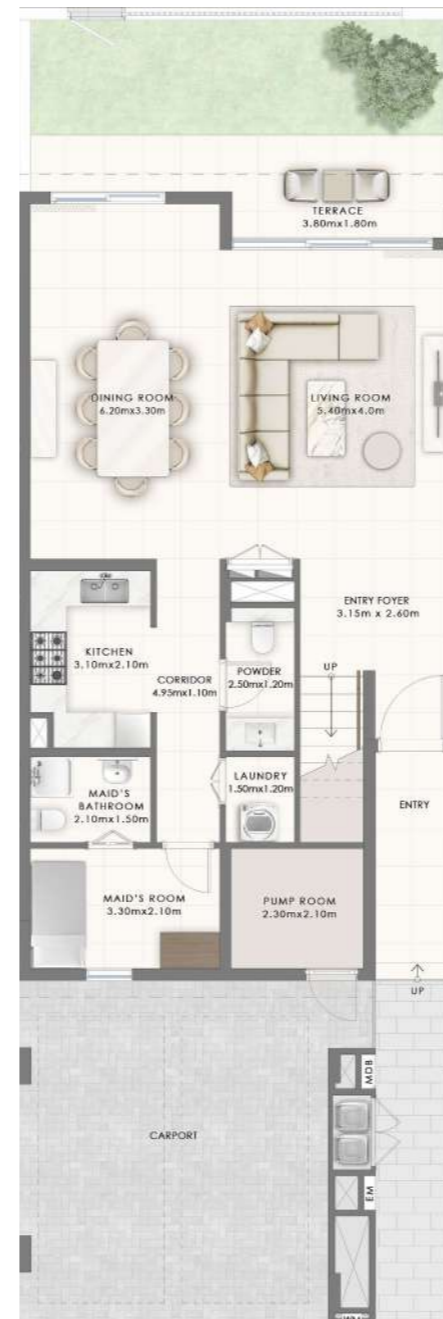 TERRACE
3.80mx1.80m
DINING ROOM
6.20mx3.30m
LIVING ROOM
5.40mx4.0m
ENTRY FOYER
3.15m x 2.60m
KITCHEN
3.10mx2.10m
CORRIDOR
4.95mx1.10m
POWDER
2.50mx1.20m
UP
LAUNDRY
1.50mx1.20m
MAID'S
BATHROOM
2.10mx1.50m
ENTRY
MAID'S ROOM
3.30mx2.10m
PUMP ROOM
2.30mx2.10m
UP
MDB
CARPORT
EM